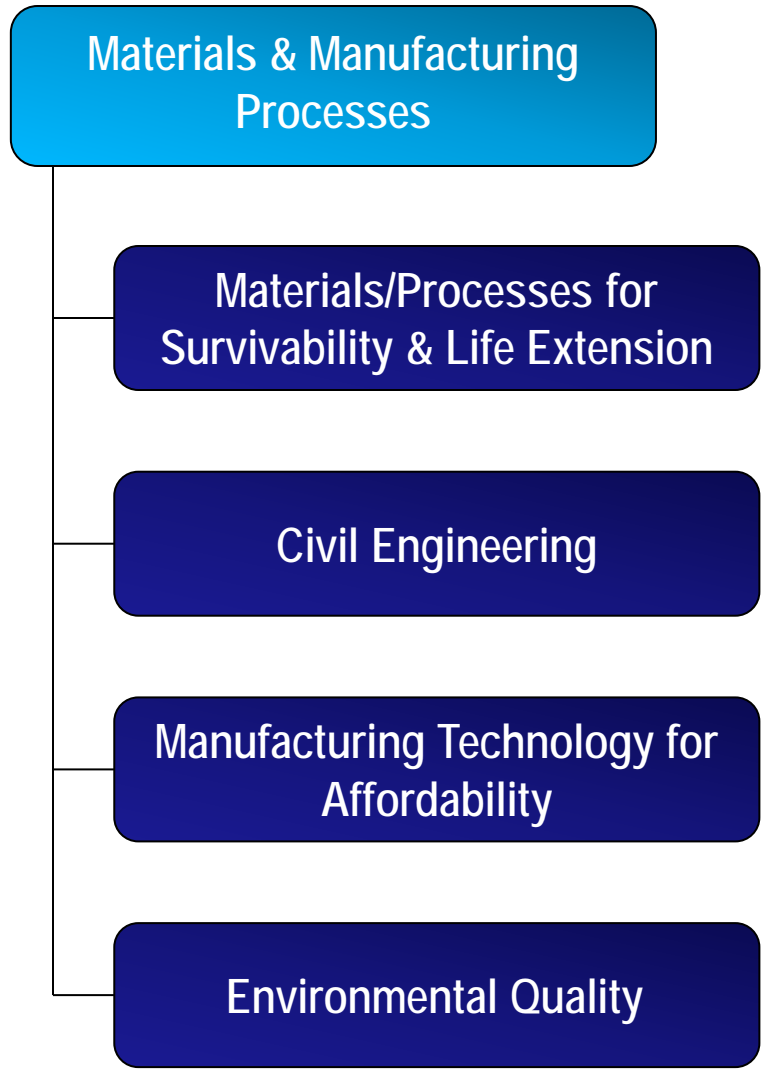 Materials & Manufacturing
Processes
Materials/Processes for
Survivability & Life Extension
Civil Engineering
Manufacturing Technology for
Affordability
Environmental Quality